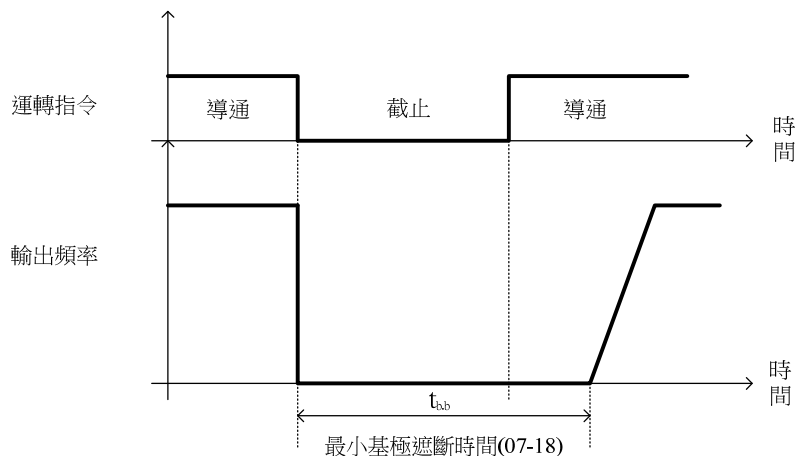 運轉指令
導通
截止
導通
時
間
輸出頻率
時
間
tb.b
最小基極遮斷時間(07-18)